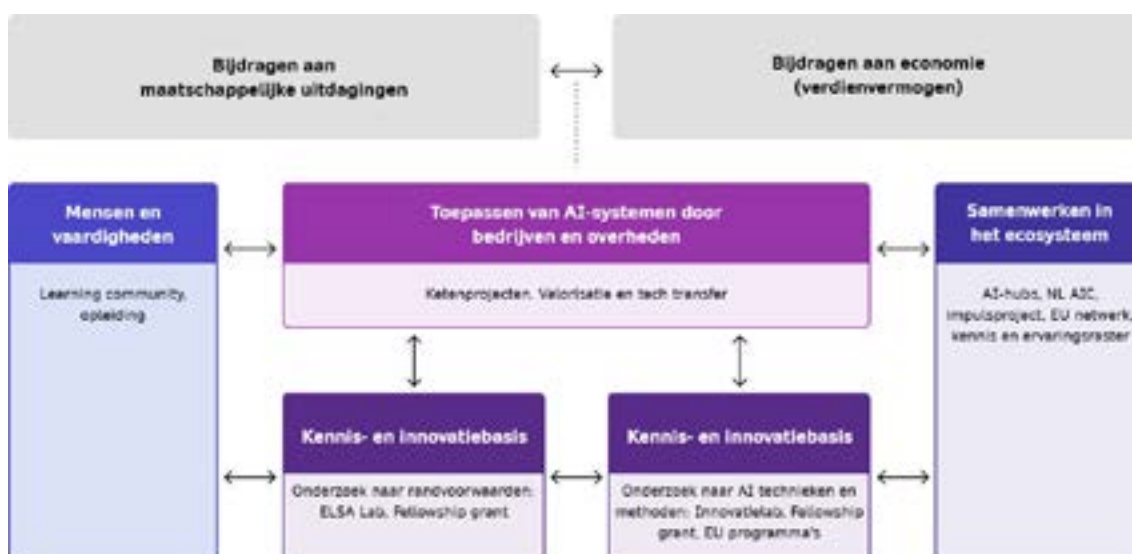 Bijdragen aan
maatschappelijke uitdagingen
Bijdragen aan economie
(verdienvermogen)
Mensen en
vaardigheden
Learning community,
opleiding
Toepassen van AI-systemen door
bedrijven en overheden
Ketenprojecten, Valorisatie en tech transfer
Samenwerken in
het ecosysteem
AI-hubs, NL AIC,
impulsproject, EU netwerk,
kennis en ervaringsraster
Kennis- en innovatiebasis
Onderzoek naar randvoorwaarden:
ELSA Lab, Fellowship grant
Kennis- en innovatiebasis
Onderzoek naar AI technieken en
methoden: Innovatielab, Fellowship
grant, EU programma's